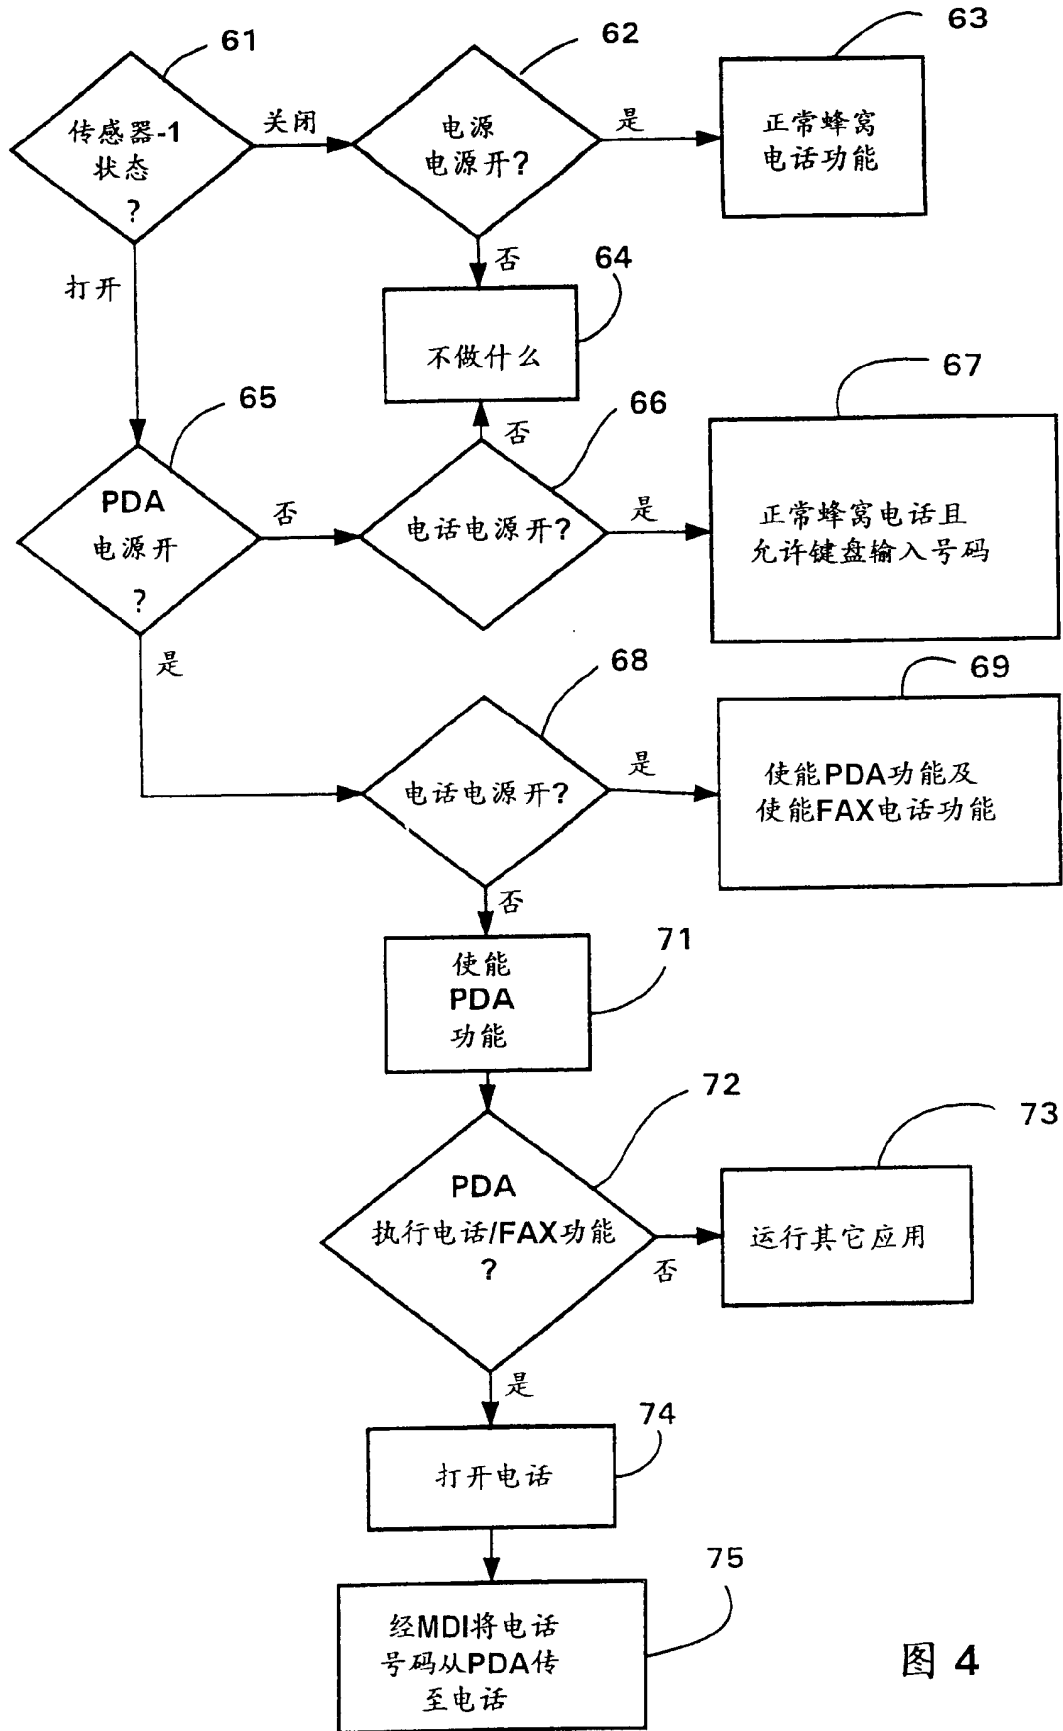 61
传感器-1
状态
?
关闭
62
电源
电源开?
是
63
正常蜂窝
电话功能
否
64
不做什么
打开
65
PDA
电源开
?
否
66
否
电话电源开?
是
67
正常蜂窝电话且
允许键盘输入号码
是
68
电话电源开?
是
69
使能PDA功能及
使能FAX电话功能
否
71
使能
PDA
功能
72
PDA
执行电话/FAX功能
?
否
73
运行其它应用
是
74
打开电话
75
经MDI将电话
号码从PDA传
至电话
图 4